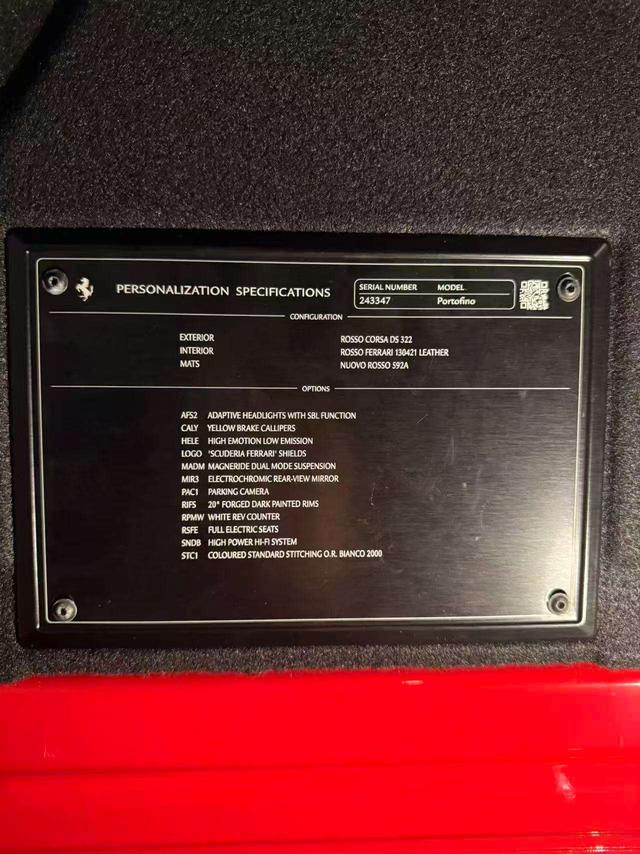 PERSONALIZATION SPECIFICATIONS
SERIAL NUMBER MODEL
243347 Portofino
CONFIGURATION
EXTERIOR ROSSO CORSA DS 322
INTERIOR ROSSO FERRARI 130421 LEATHER
MATS NUOVO ROSSO 592A
OPTIONS
AFS2 ADAPTIVE HEADLIGHTS WITH SBL FUNCTION
CALY YELLOW BRAKE CALLIPERS
HELE HIGH EMOTION LOW EMISSION
LOGO 'SCUDERIA FERRARI' SHIELDS
MADM MAGNERIDE DUAL MODE SUSPENSION
MIR3 ELECTROCHROMIC REAR-VIEW MIRROR
PAC1 PARKING CAMERA
RIFS 20" FORGED DARK PAINTED RIMS
RPMW WHITE REV COUNTER
RSFE FULL ELECTRIC SEATS
SNDB HIGH POWER HI-FI SYSTEM
STC1 COLOURED STANDARD STITCHING O.R. BIANCO 2000